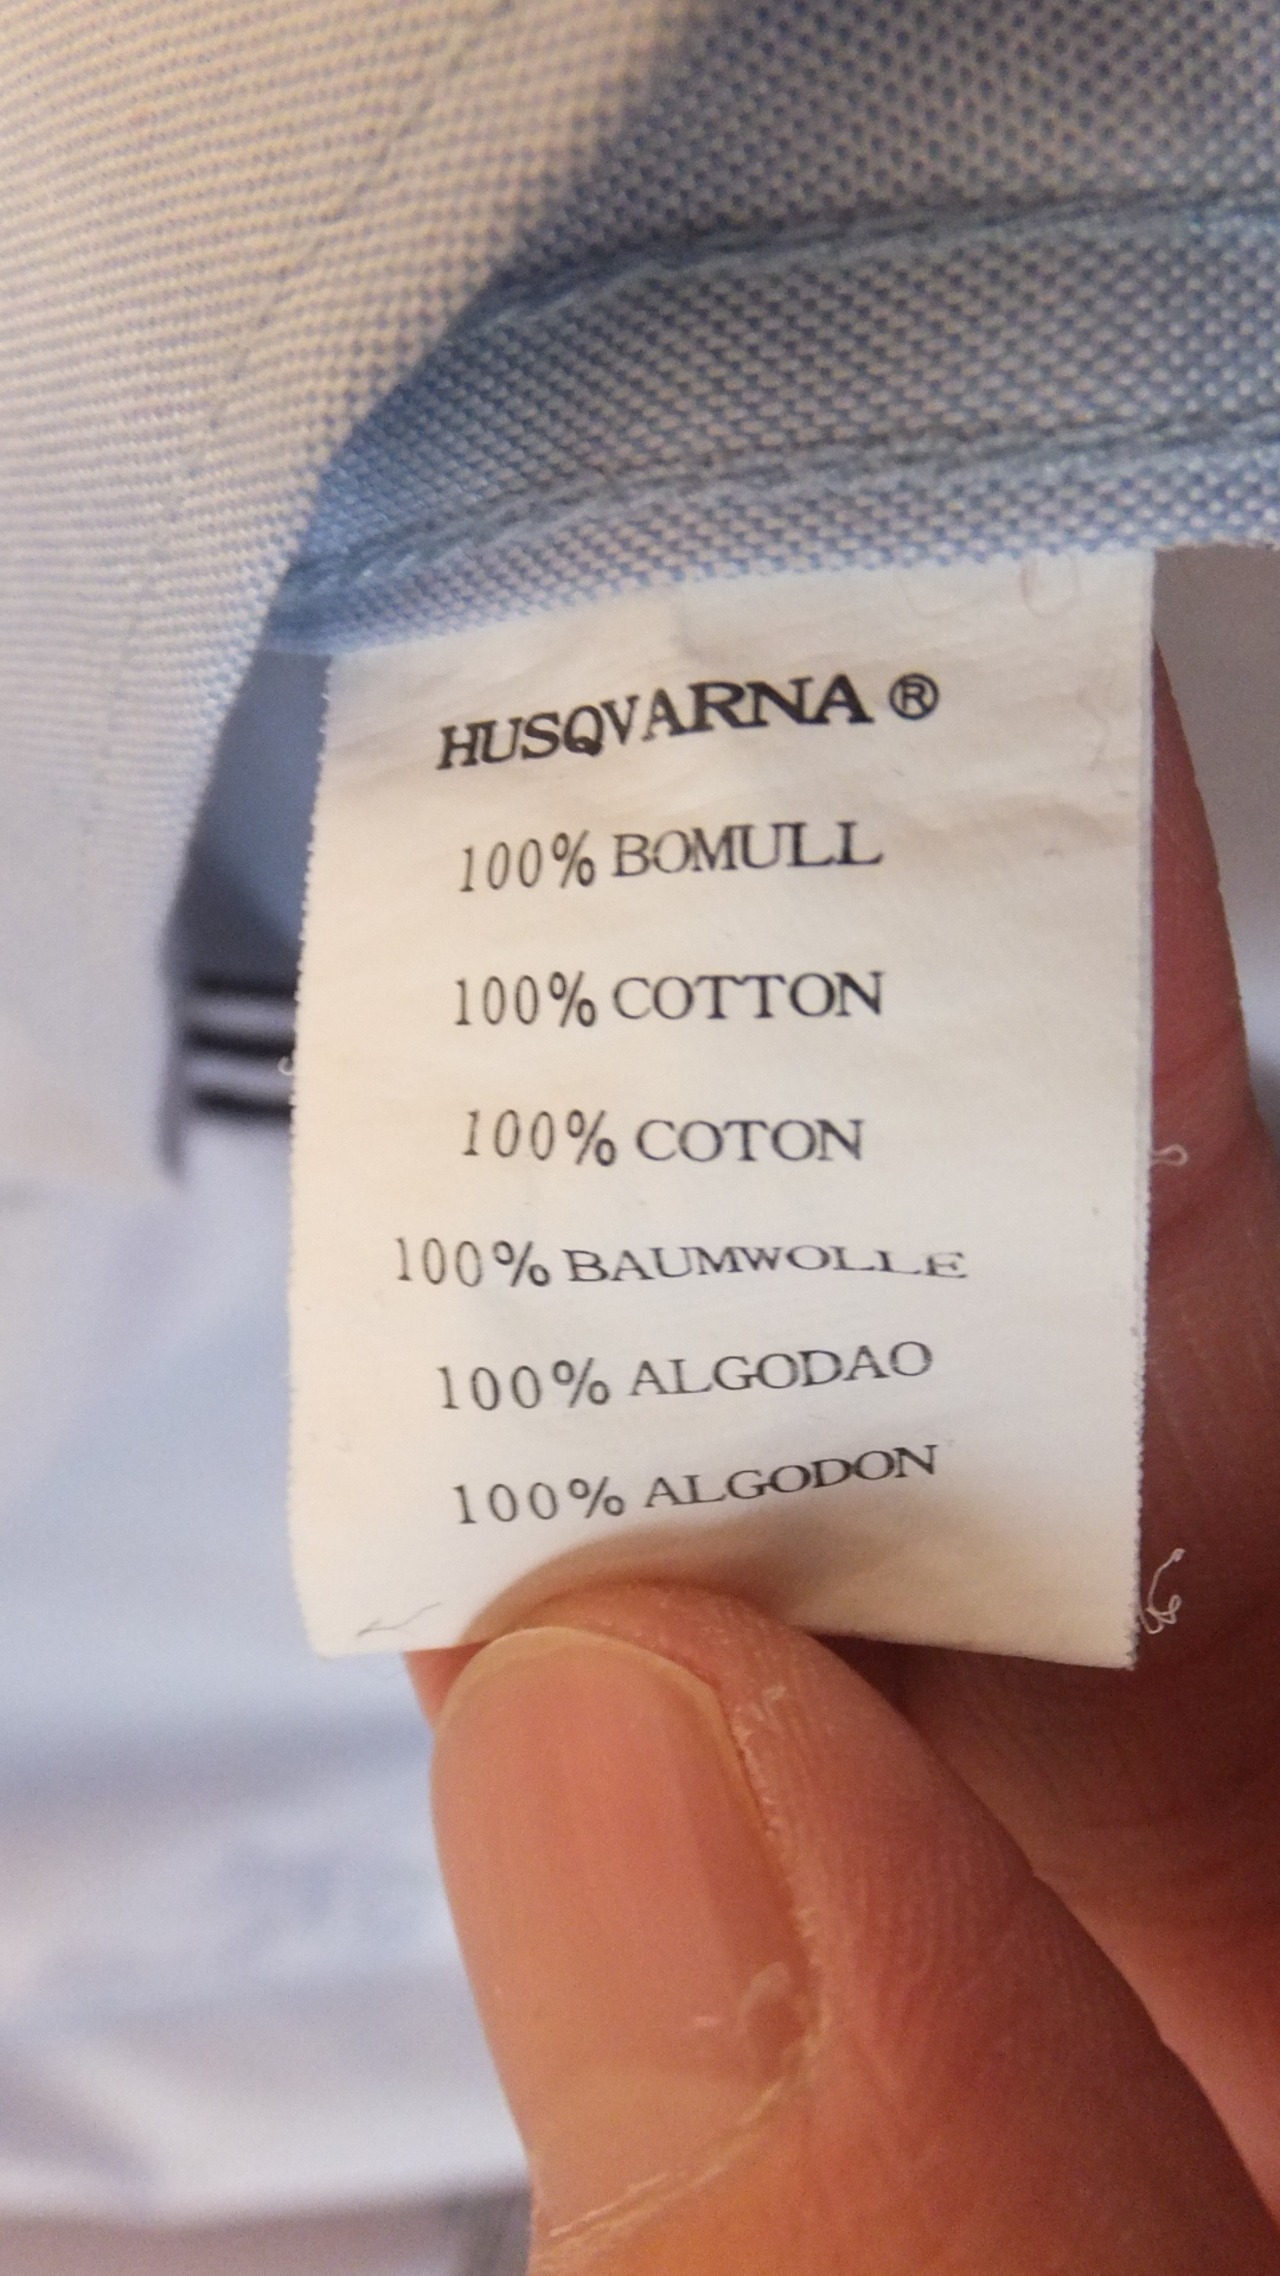 HUSQVARNA ®
100% BOMULL
100% COTTON
100% COTON
100% BAUMWOLLE
100% ALGODAO
100% ALGODON